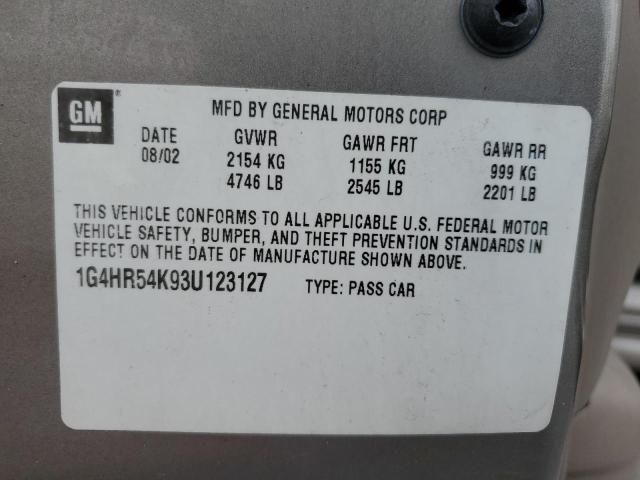 GM®
MFD BY GENERAL MOTORS CORP
DATE GVWR GAWR FRT GAWR RR
08/02 2154 KG 1155 KG 999 KG
4746 LB 2545 LB 2201 LB
THIS VEHICLE CONFORMS TO ALL APPLICABLE U.S. FEDERAL MOTOR
VEHICLE SAFETY, BUMPER, AND THEFT PREVENTION STANDARDS IN
EFFECT ON THE DATE OF MANUFACTURE SHOWN ABOVE.
1G4HR54K93U123127 TYPE: PASS CAR